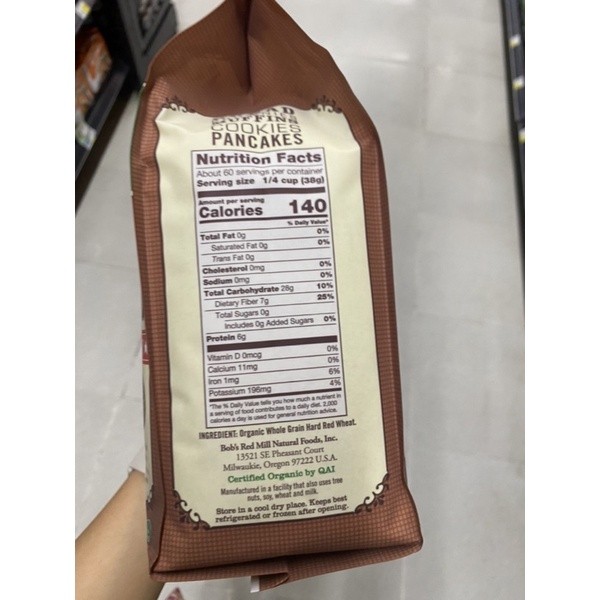 MUFFINS
COOKIES
PANCAKES
Nutrition Facts
About 60 servings per container
Serving size 1/4 cup (38g)
Amount per serving
Calories 140
% Daily Value*
Total Fat 0g 0%
Saturated Fat 0g 0%
Trans Fat 0g
Cholesterol 0mg 0%
Sodium 0mg 0%
Total Carbohydrate 28g 10%
Dietary Fiber 7g 25%
Total Sugars 0g
Includes 0g Added Sugars 0%
Protein 6g
Vitamin D 0mcg 0%
Calcium 11mg 0%
Iron 1mg 6%
Potassium 196mg 4%
*The % Daily Value tells you how much a nutrient in
a serving of food contributes to a daily diet. 2,000
calories a day is used for general nutrition advice.
INGREDIENT: Organic Whole Grain Hard Red Wheat.
Bob's Red Mill Natural Foods, Inc.
13521 SE Pheasant Court
Milwaukie, Oregon 97222 U.S.A.
Certified Organic by QAI
Manufactured in a facility that also uses tree
nuts, soy, wheat and milk.
Store in a cool dry place. Keeps best
refrigerated or frozen after opening.